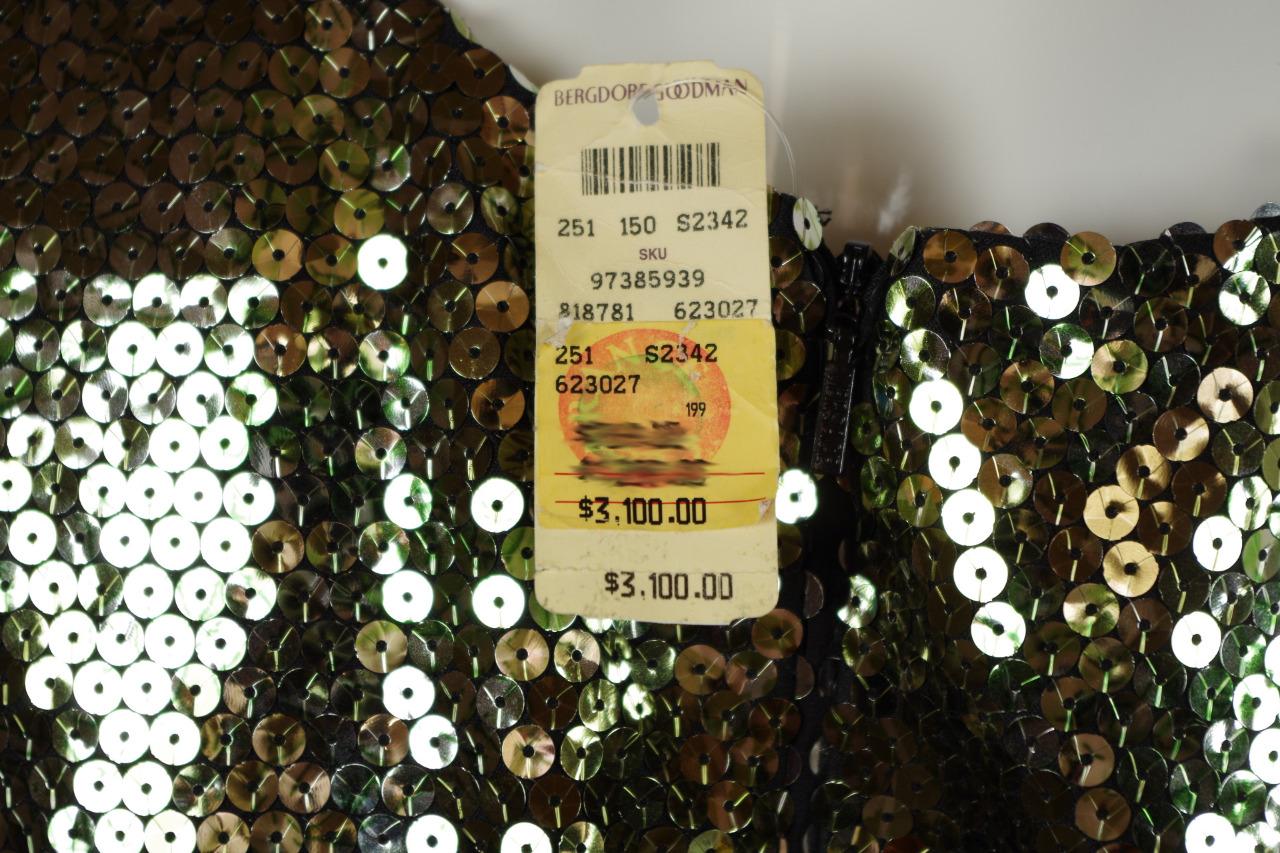 BERGDORF GOODMAN
251 150 S2342
SKU
97385939
818781 623027
251 S2342
623027
199
$3,100.00
$3,100.00